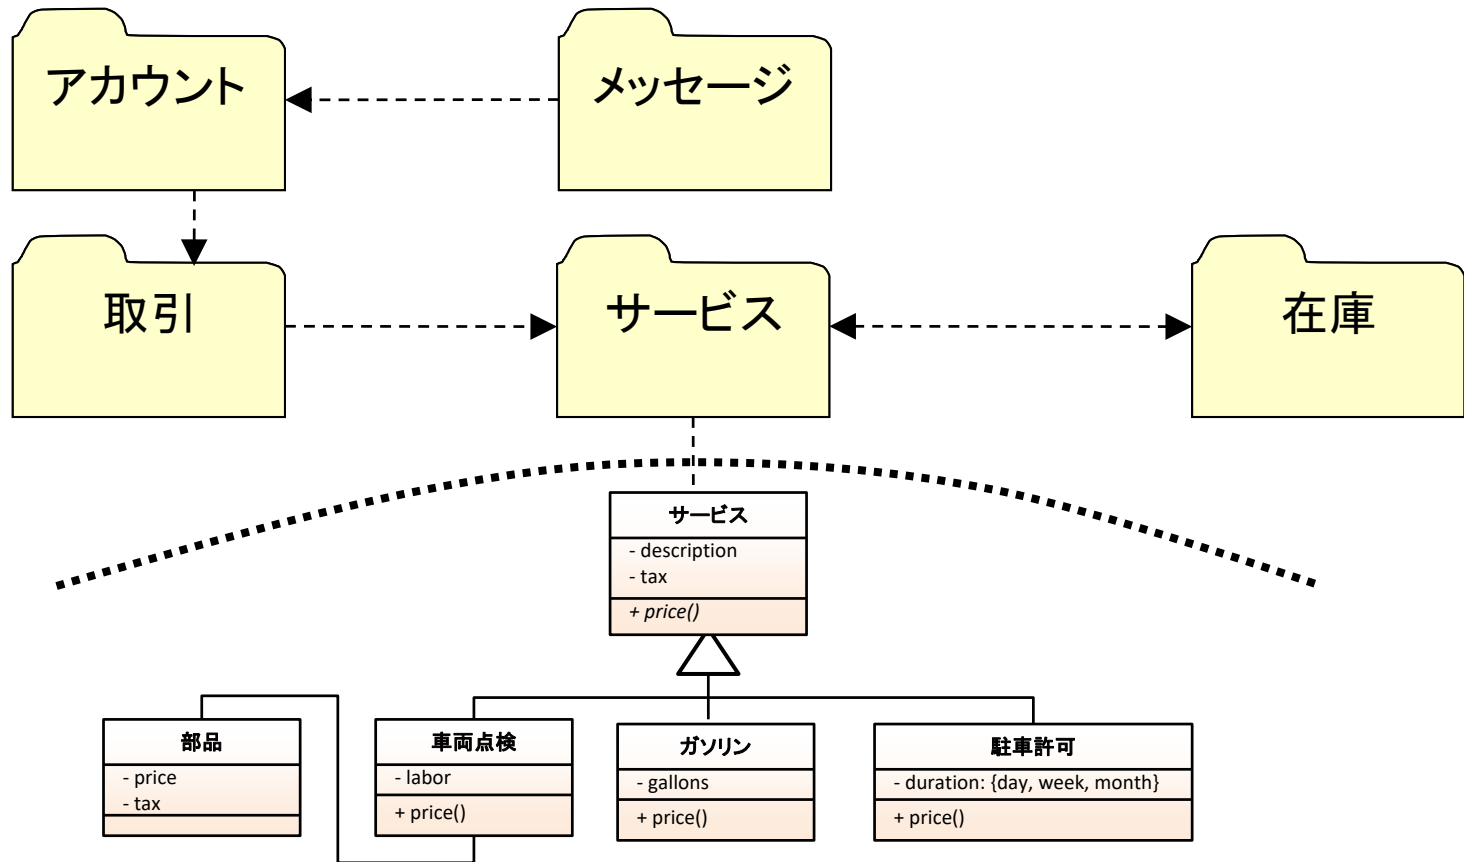 アカウント
メッセージ
取引
サービス
在庫
サービス
- description
- tax
+ price()
部品
- price
- tax
車両点検
- labor
+ price()
ガソリン
- gallons
+ price()
駐車許可
- duration: {day, week, month}
+ price()